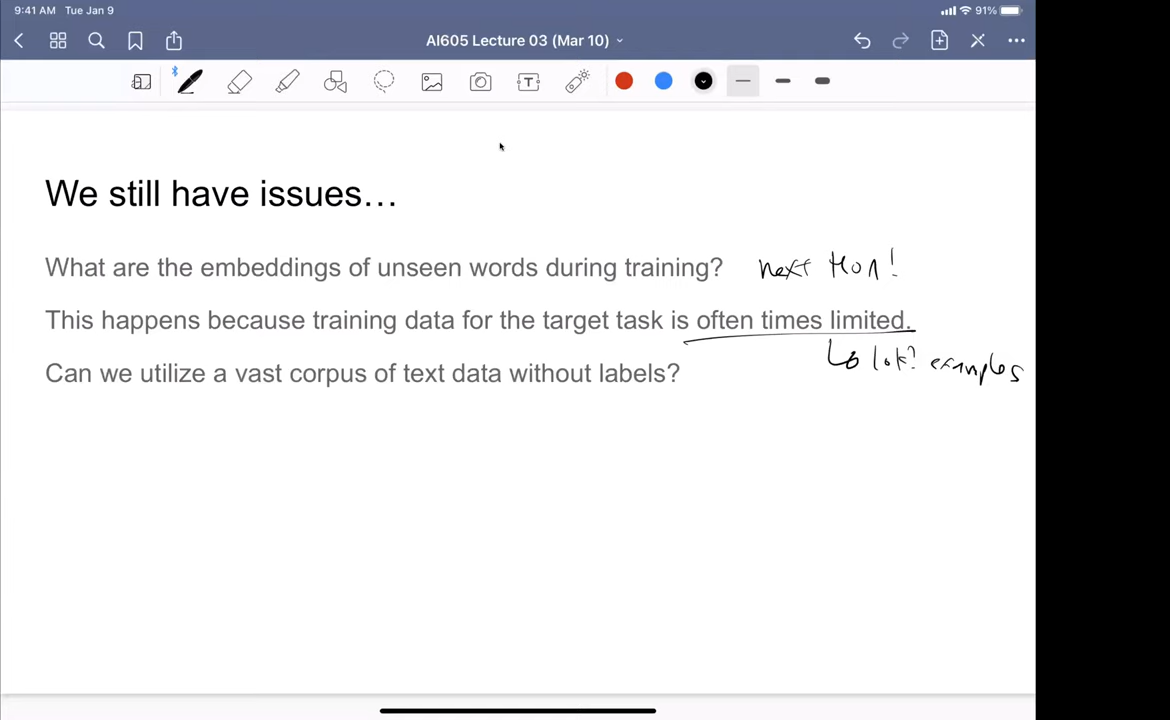 9:41 AM Tue Jan 9
91%
AI605 Lecture 03 (Mar 10)
T
We still have issues…
What are the embeddings of unseen words during training? next Mon!
This happens because training data for the target task is often times limited.
10k? examples
Can we utilize a vast corpus of text data without labels?